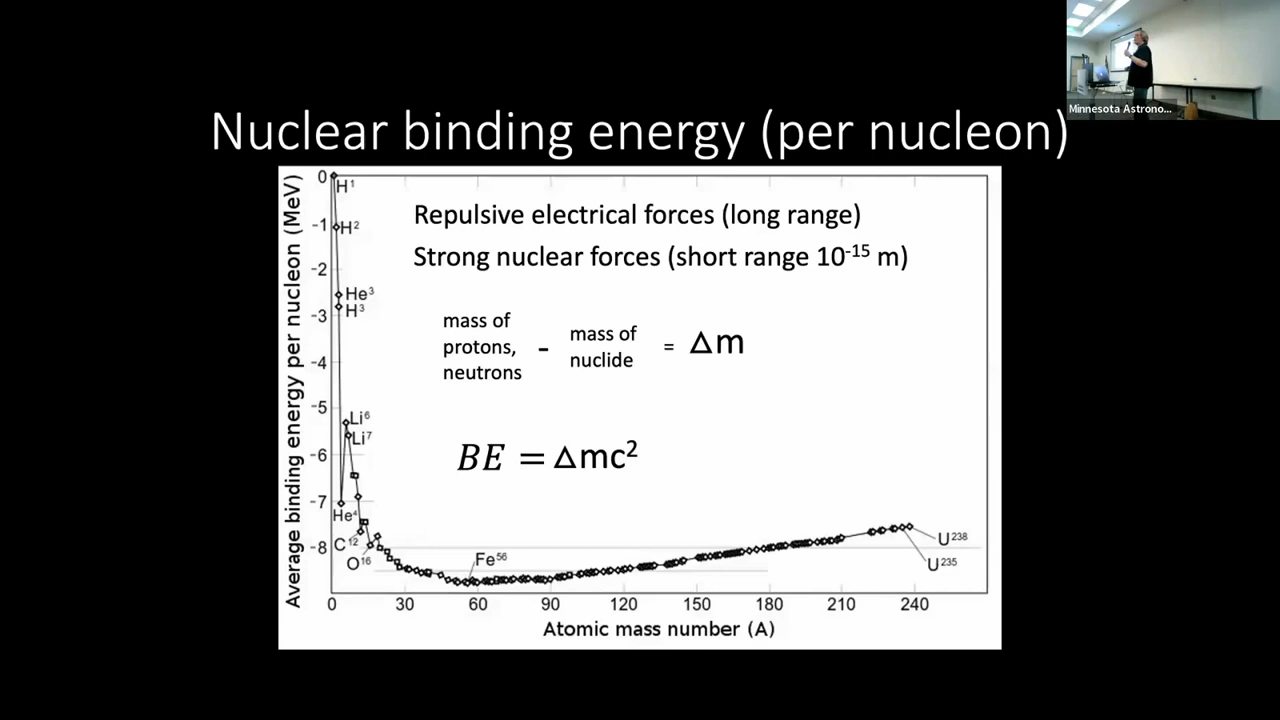 Minnesota Astrono...
Nuclear binding energy (per nucleon)
Average binding energy per nucleon (MeV)
0
-1
-2
-3
-4
-5
-6
-7
-8
H¹
H²
He³
H³
Li⁶
Li⁷
He⁴
C¹²
O¹⁶
Fe⁵⁶
U²³⁸
U²³⁵
Repulsive electrical forces (long range)
Strong nuclear forces (short range 10⁻¹⁵ m)
mass of
protons,
neutrons
-
mass of
nuclide
= Δm
BE = Δmc²
0 30 60 90 120 150 180 210 240
Atomic mass number (A)